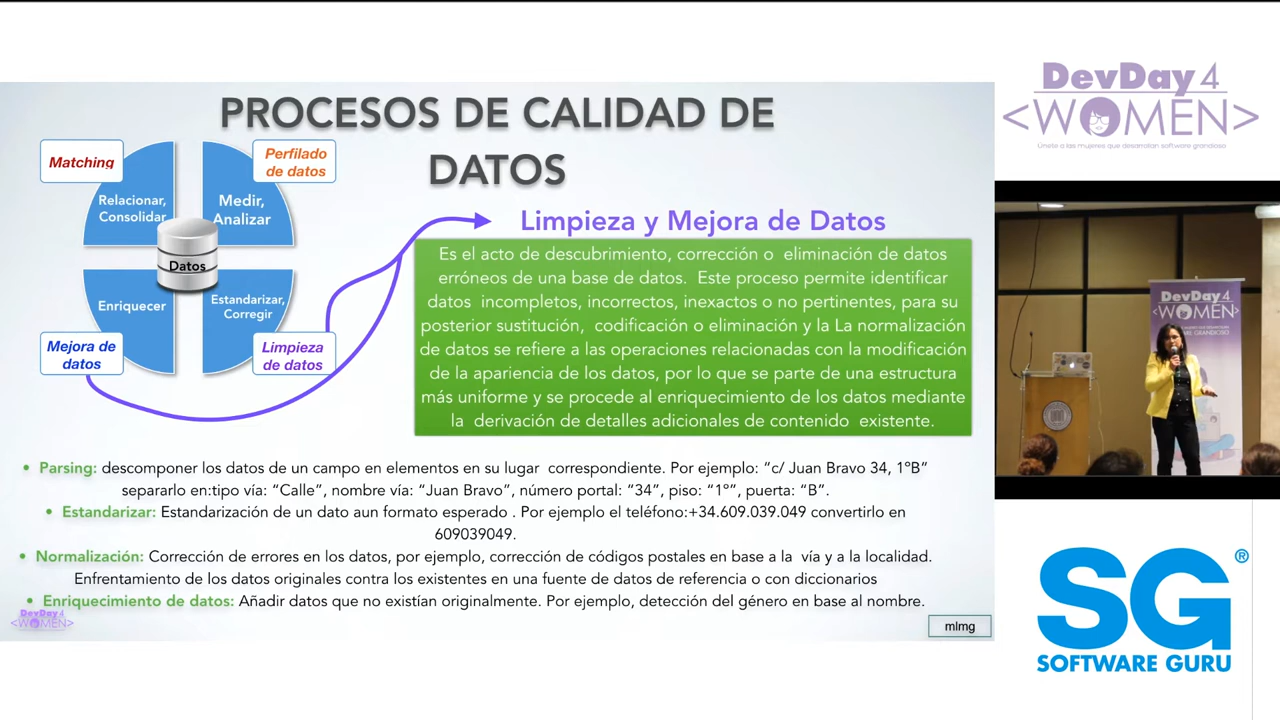 PROCESOS DE CALIDAD DE
DATOS
Matching
Perfilado
de datos
Relacionar,
Consolidar
Medir,
Analizar
Datos
Enriquecer
Estandarizar,
Corregir
Mejora de
datos
Limpieza
de datos
Limpieza y Mejora de Datos
Es el acto de descubrimiento, corrección o eliminación de datos
erróneos de una base de datos. Este proceso permite identificar
datos incompletos, incorrectos, inexactos o no pertinentes, para su
posterior sustitución, codificación o eliminación y la La normalización
de datos se refiere a las operaciones relacionadas con la modificación
de la apariencia de los datos, por lo que se parte de una estructura
más uniforme y se procede al enriquecimiento de los datos mediante
la derivación de detalles adicionales de contenido existente.
• Parsing: descomponer los datos de un campo en elementos en su lugar correspondiente. Por ejemplo: “c/ Juan Bravo 34, 1ºB”
separarlo en:tipo vía: “Calle”, nombre vía: “Juan Bravo”, número portal: “34”, piso: “1º”, puerta: “B”.
• Estandarizar: Estandarización de un dato aun formato esperado . Por ejemplo el teléfono:+34.609.039.049 convertirlo en
609039049.
• Normalización: Corrección de errores en los datos, por ejemplo, corrección de códigos postales en base a la vía y a la localidad.
Enfrentamiento de los datos originales contra los existentes en una fuente de datos de referencia o con diccionarios
• Enriquecimiento de datos: Añadir datos que no existían originalmente. Por ejemplo, detección del género en base al nombre.
DevDay4
<WOMEN>
mlmg
DevDay4
<WOMEN>
Únete a las mujeres que desarrollan software grandioso
DevDay4
<WOMEN>
SG®
SOFTWARE GURU